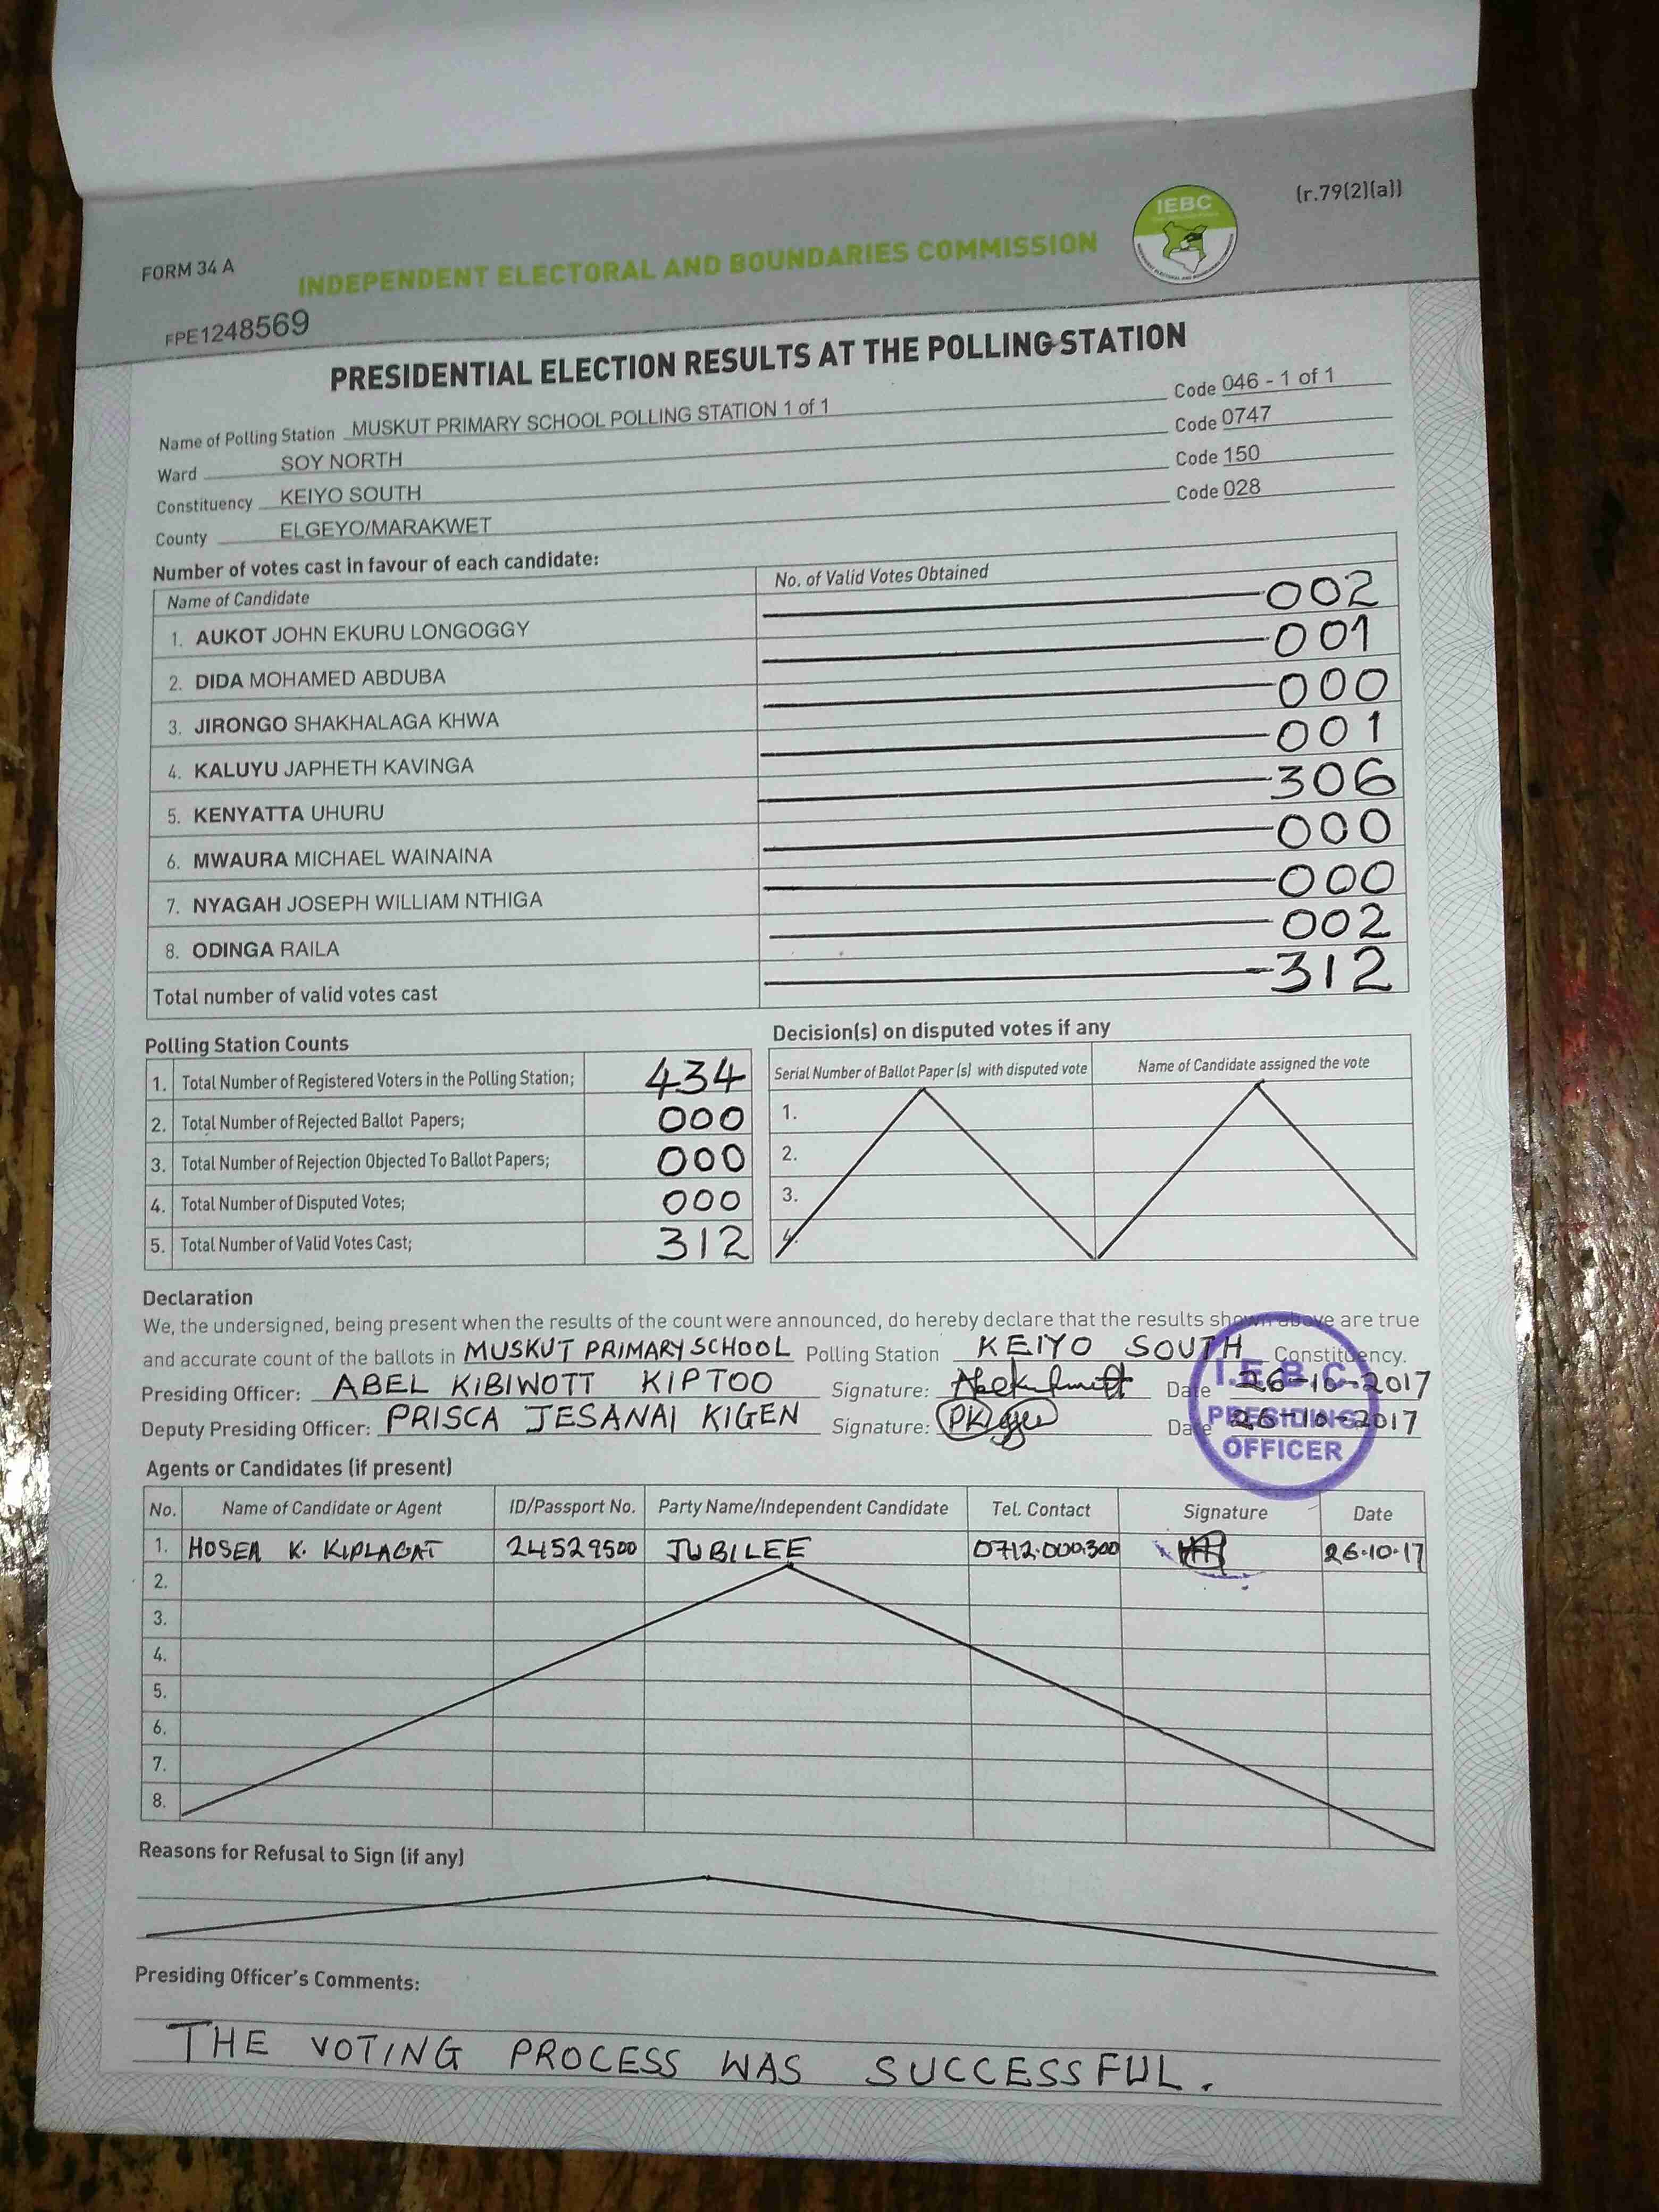 (r.79(2)(a))
IEBC
FORM 34 A
INDEPENDENT ELECTORAL AND BOUNDARIES COMMISSION
FPE1248569
PRESIDENTIAL ELECTION RESULTS AT THE POLLING STATION
Name of Polling Station MUSKUT PRIMARY SCHOOL POLLING STATION 1 of 1 Code 046 - 1 of 1
Ward SOY NORTH Code 0747
Constituency KEIYO SOUTH Code 150
County ELGEYO/MARAKWET Code 028
Number of votes cast in favour of each candidate:
Name of Candidate No. of Valid Votes Obtained
1. AUKOT JOHN EKURU LONGOGGY 002
2. DIDA MOHAMED ABDUBA 001
3. JIRONGO SHAKHALAGA KHWA 000
4. KALUYU JAPHETH KAVINGA 001
5. KENYATTA UHURU 306
6. MWAURA MICHAEL WAINAINA 000
7. NYAGAH JOSEPH WILLIAM NTHIGA 000
8. ODINGA RAILA 002
Total number of valid votes cast 312
Polling Station Counts
1. Total Number of Registered Voters in the Polling Station; 434
2. Total Number of Rejected Ballot Papers; 000
3. Total Number of Rejection Objected To Ballot Papers; 000
4. Total Number of Disputed Votes; 000
5. Total Number of Valid Votes Cast; 312
Decision(s) on disputed votes if any
Serial Number of Ballot Paper (s) with disputed vote Name of Candidate assigned the vote
1.
2.
3.
4.
Declaration
We, the undersigned, being present when the results of the count were announced, do hereby declare that the results shown above are true
and accurate count of the ballots in MUSKUT PRIMARY SCHOOL Polling Station KEIYO SOUTH Constituency.
Presiding Officer: ABEL KIBIWOTT KIPTOO Signature: Date 26-10-2017
Deputy Presiding Officer: PRISCA JESANAI KIGEN Signature: Date 26-10-2017
I.E.B.C
PRESIDING
OFFICER
Agents or Candidates (if present)
No. Name of Candidate or Agent ID/Passport No. Party Name/Independent Candidate Tel. Contact Signature Date
1. HOSEA K. KIPLAGAT 24529500 JUBILEE 0712.000.300 26.10.17
2.
3.
4.
5.
6.
7.
8.
Reasons for Refusal to Sign (if any)
Presiding Officer's Comments:
THE VOTING PROCESS WAS SUCCESSFUL.